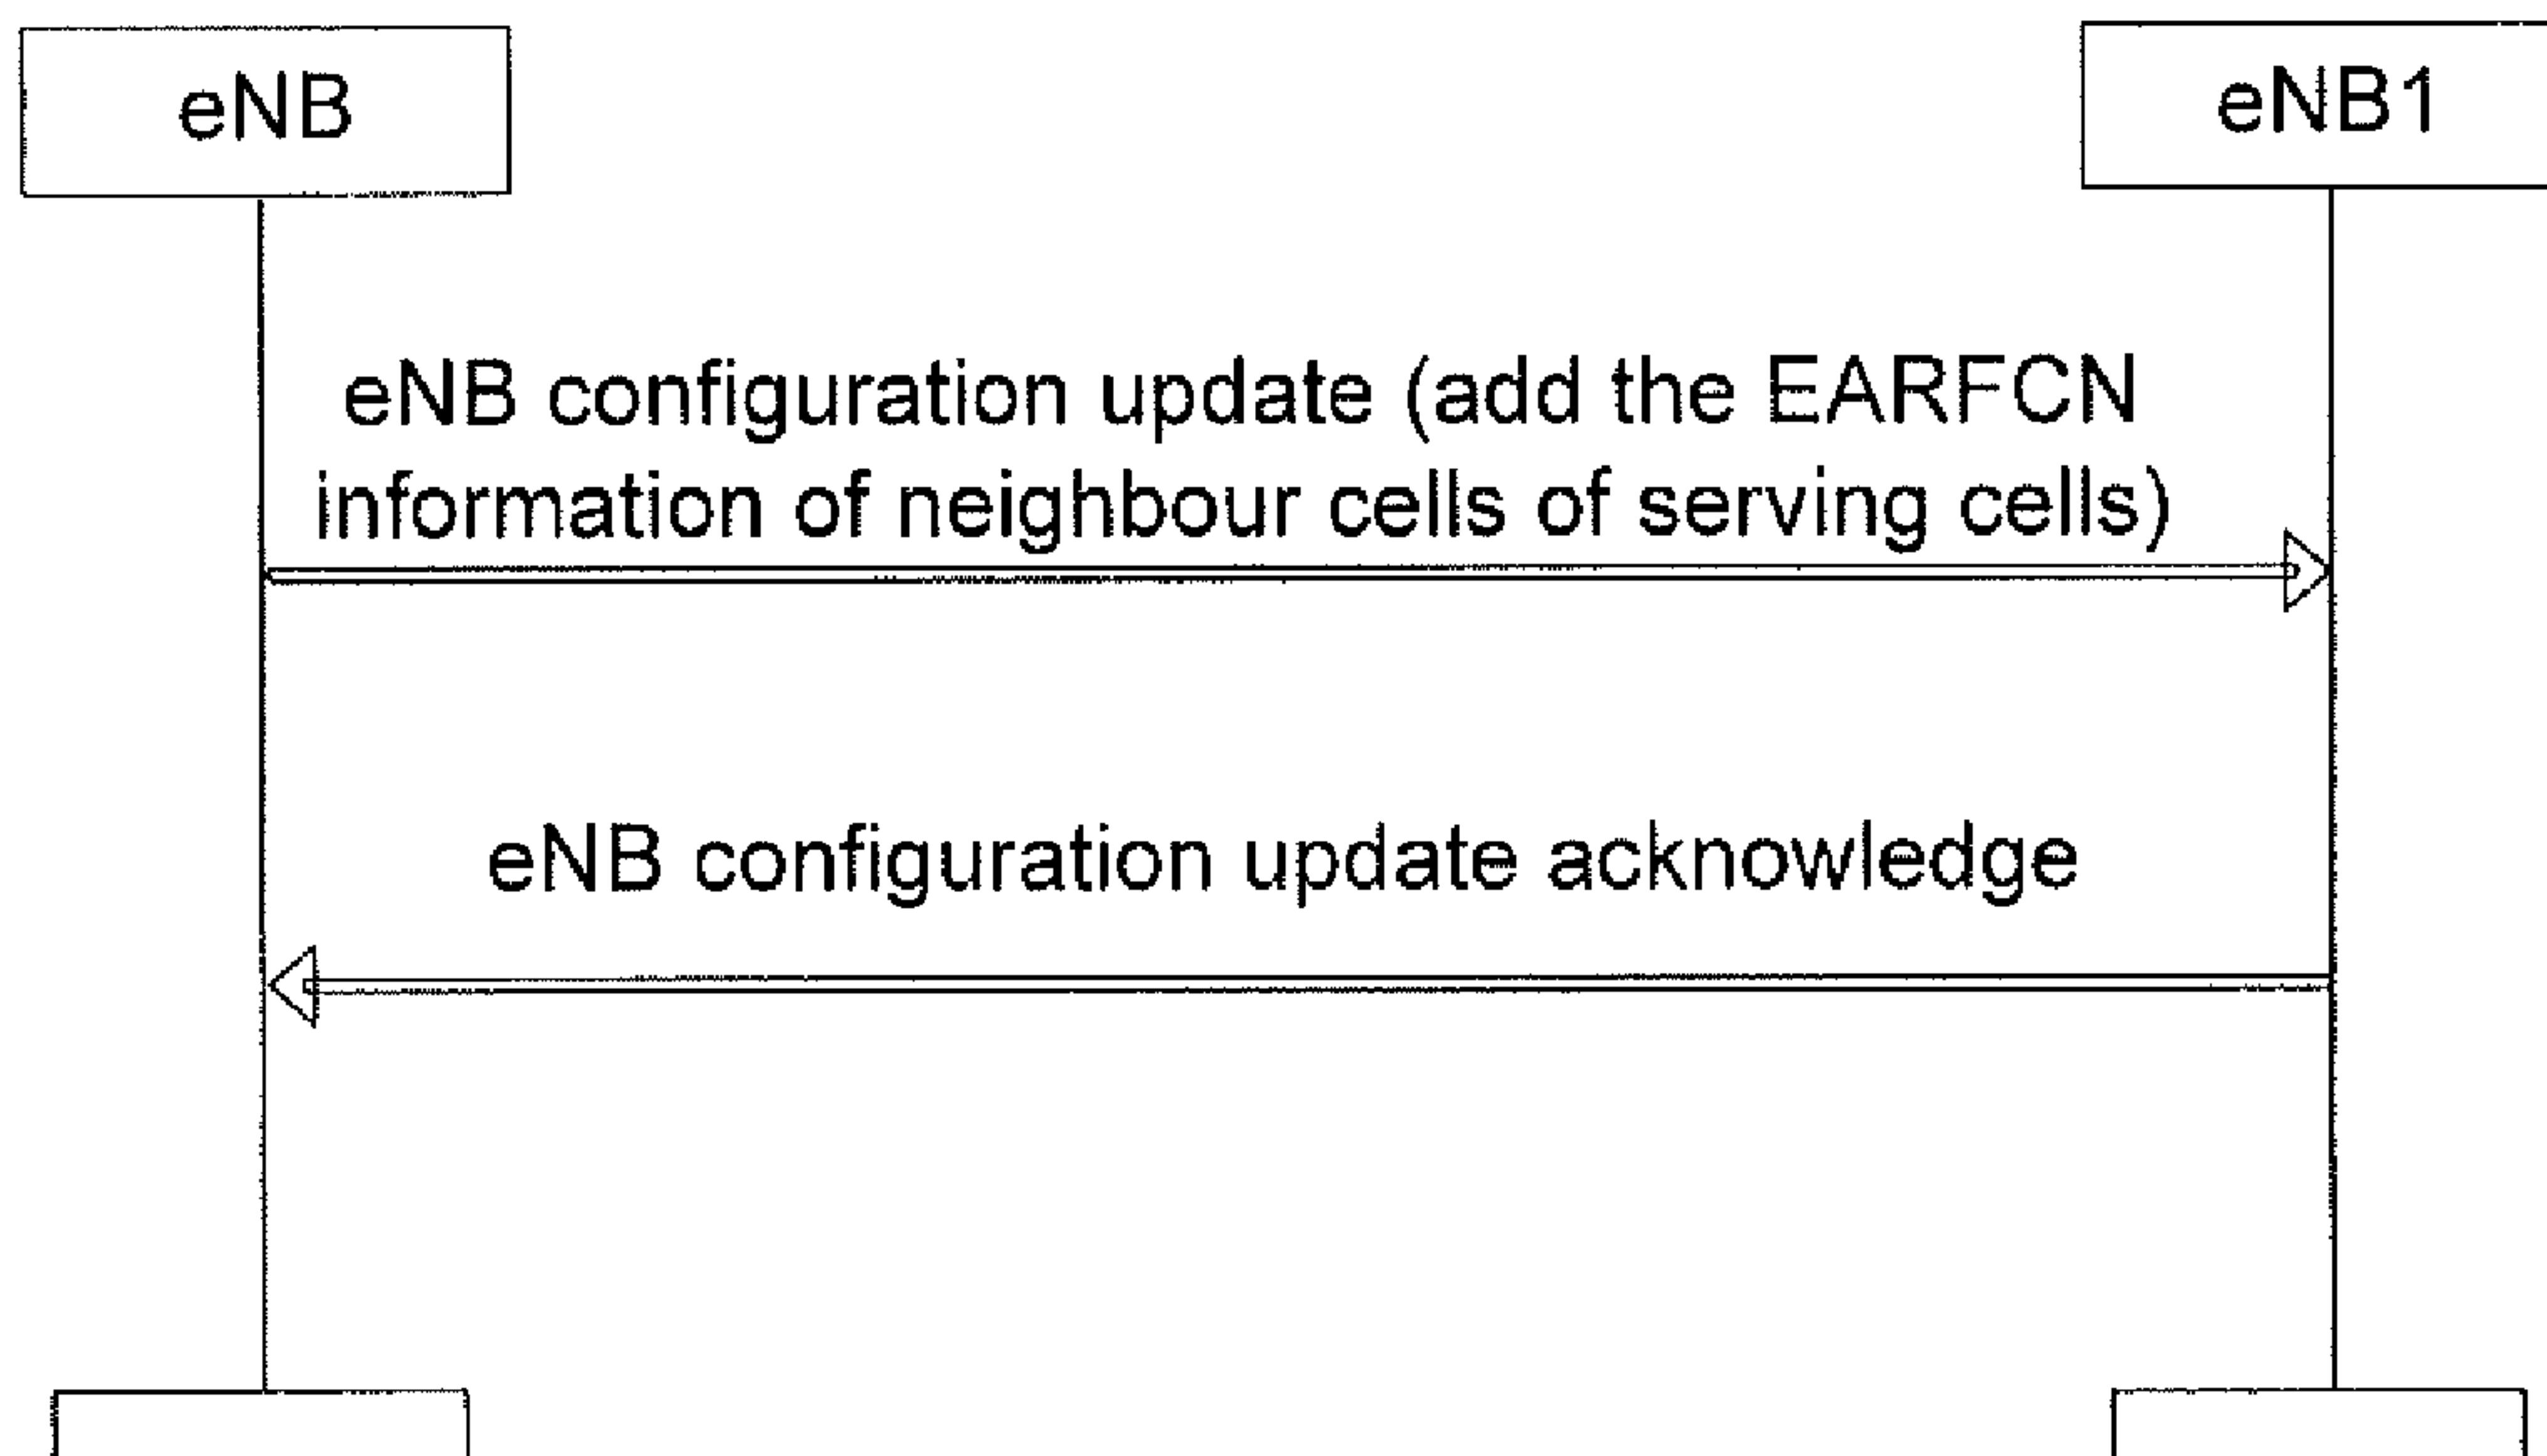 eNB
eNB1
eNB configuration update (add the EARFCN
information of neighbour cells of serving cells)
eNB configuration update acknowledge